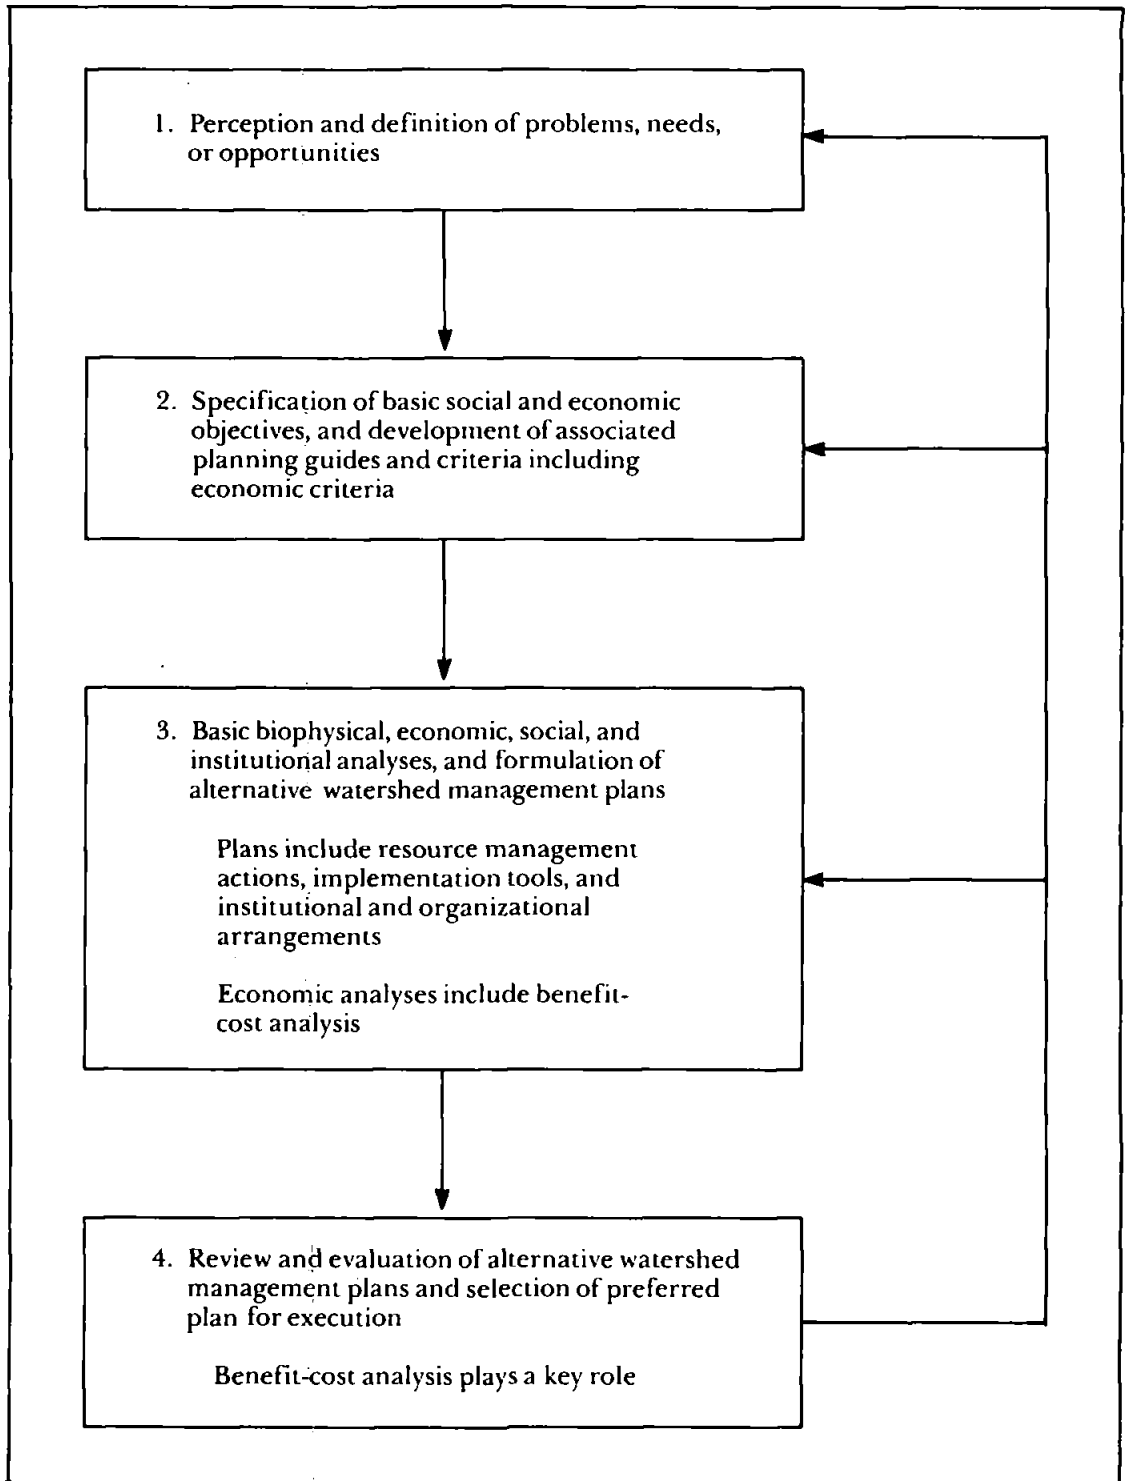 1. Perception and definition of problems, needs,
or opportunities
2. Specification of basic social and economic
objectives, and development of associated
planning guides and criteria including
economic criteria
3. Basic biophysical, economic, social, and
institutional analyses, and formulation of
alternative watershed management plans
Plans include resource management
actions, implementation tools, and
institutional and organizational
arrangements
Economic analyses include benefit-
cost analysis
4. Review and evaluation of alternative watershed
management plans and selection of preferred
plan for execution
Benefit-cost analysis plays a key role